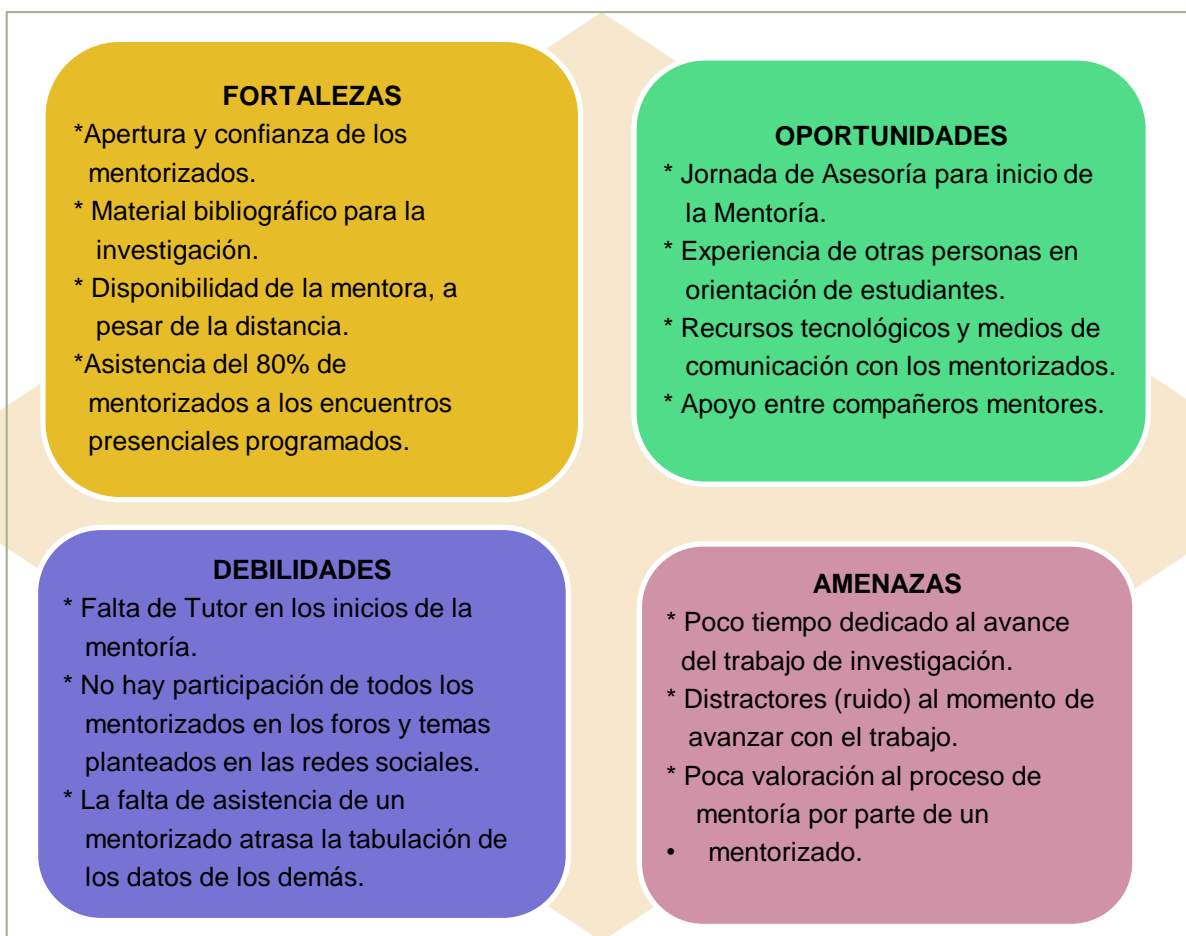 FORTALEZAS
*Apertura y confianza de los
mentorizados.
* Material bibliográfico para la
investigación.
* Disponibilidad de la mentora, a
pesar de la distancia.
*Asistencia del 80% de
mentorizados a los encuentros
presenciales programados.
OPORTUNIDADES
* Jornada de Asesoría para inicio de
la Mentoría.
* Experiencia de otras personas en
orientación de estudiantes.
* Recursos tecnológicos y medios de
comunicación con los mentorizados.
* Apoyo entre compañeros mentores.
DEBILIDADES
* Falta de Tutor en los inicios de la
mentoría.
* No hay participación de todos los
mentorizados en los foros y temas
planteados en las redes sociales.
* La falta de asistencia de un
mentorizado atrasa la tabulación de
los datos de los demás.
AMENAZAS
* Poco tiempo dedicado al avance
del trabajo de investigación.
* Distractores (ruido) al momento de
avanzar con el trabajo.
* Poca valoración al proceso de
mentoría por parte de un
• mentorizado.